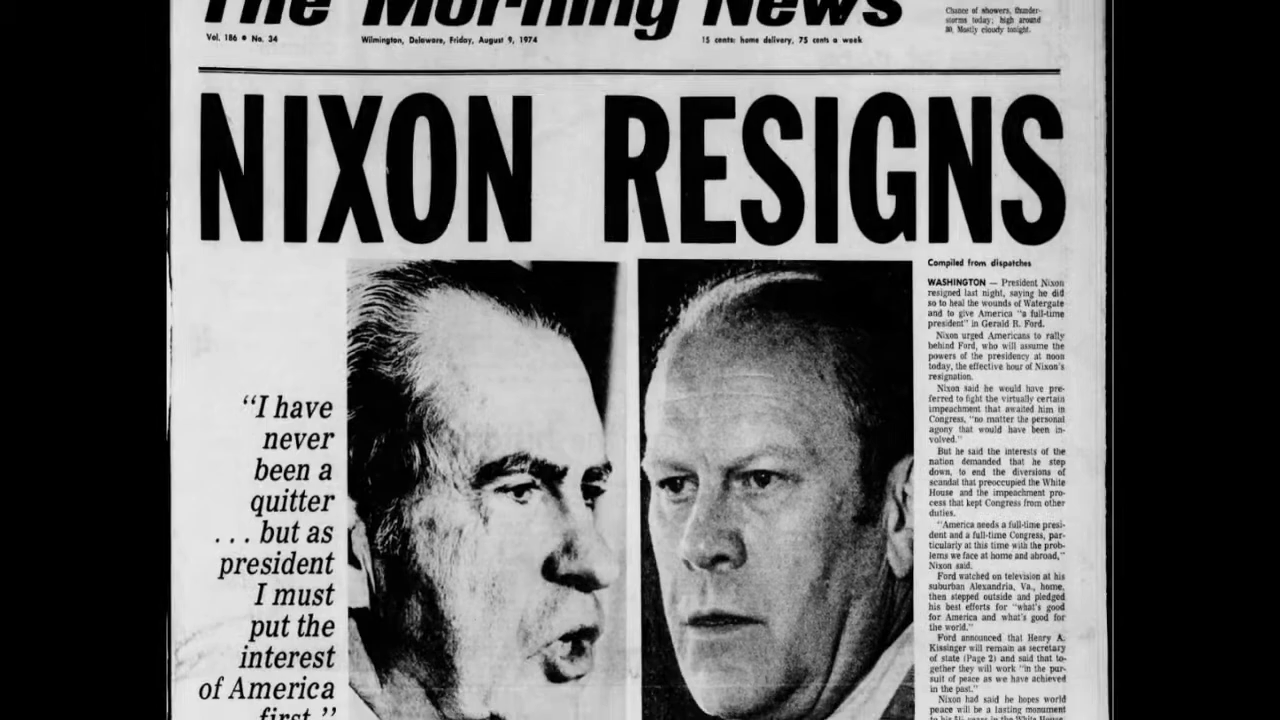 The Morning News
Chance of showers, thunder-
storms today; high around
80. Mostly cloudy tonight.
Vol. 186 • No. 34
Wilmington, Delaware, Friday, August 9, 1974
15 cents: home delivery, 75 cents a week
NIXON RESIGNS
"I have
never
been a
quitter
... but as
president
I must
put the
interest
of America
first."
Compiled from dispatches
WASHINGTON — President Nixon
resigned last night, saying he did
so to heal the wounds of Watergate
and to give America "a full-time
president" in Gerald R. Ford.
Nixon urged Americans to rally
behind Ford, who will assume the
powers of the presidency at noon
today, the effective hour of Nixon's
resignation.
Nixon said he would have pre-
ferred to fight the virtually certain
impeachment that awaited him in
Congress, "no matter the personal
agony that would have been in-
volved."
But he said the interests of the
nation demanded that he step
down, to end the diversions of
scandal that preoccupied the White
House and the impeachment pro-
cess that kept Congress from other
duties.
"America needs a full-time presi-
dent and a full-time Congress, par-
ticularly at this time with the prob-
lems we face at home and abroad,"
Nixon said.
Ford watched on television at his
suburban Alexandria, Va., home,
then stepped outside and pledged
his best efforts for "what's good
for America and what's good for
the world."
Ford announced that Henry A.
Kissinger will remain as secretary
of state (Page 2) and said that to-
gether they will work "in the pur-
suit of peace as we have achieved
in the past."
Nixon had said he hopes world
peace will be a lasting monument
to his 5½ years in the White House.